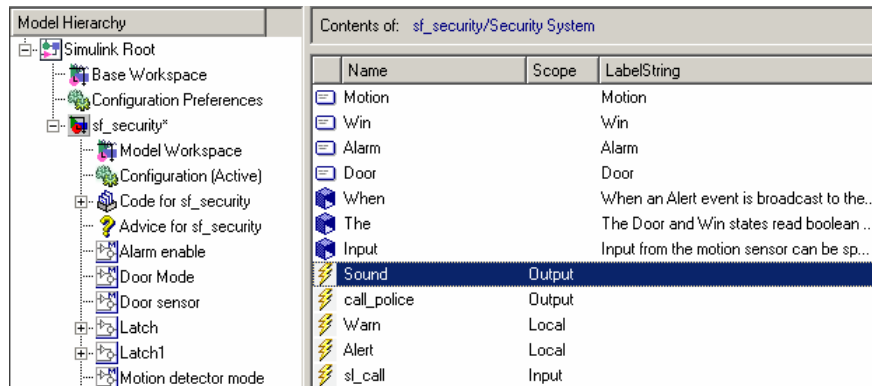 Model Hierarchy
Simulink Root
Base Workspace
Configuration Preferences
sf_security*
Model Workspace
Configuration (Active)
Code for sf_security
Advice for sf_security
Alarm enable
Door Mode
Door sensor
Latch
Latch1
Motion detector mode
Contents of: sf_security/Security System
Name Scope LabelString
Motion Motion
Win Win
Alarm Alarm
Door Door
When When an Alert event is broadcast to the...
The The Door and Win states read boolean ...
Input Input from the motion sensor can be sp...
Sound Output
call_police Output
Warn Local
Alert Local
sl_call Input